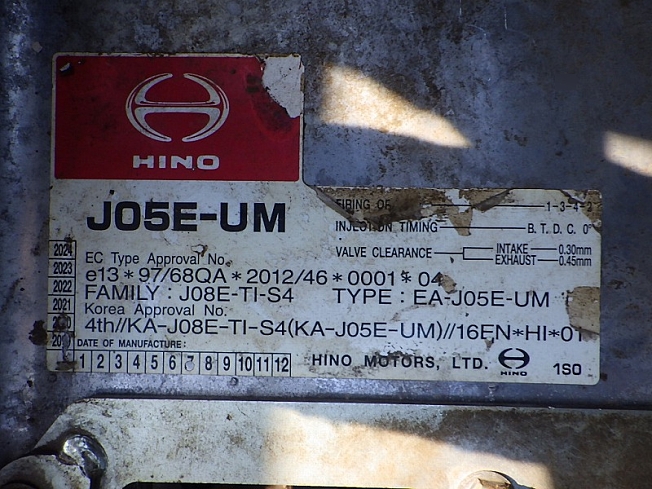 HINO
J05E-UM
FIRING OR 1-3-4-2
INJECTION TIMING B.T.D.C. 0°
VALVE CLEARANCE INTAKE 0.30mm
EXHAUST 0.45mm
EC Type Approval No.
e13*97/68QA*2012/46*0001*04
FAMILY : J08E-TI-S4 TYPE : EA-J05E-UM
Korea Approval No.
4th//KA-J08E-TI-S4(KA-J05E-UM)//16EN*HI*01
2024
2023
2022
2021
DATE OF MANUFACTURE:
1 2 3 4 5 6 7 8 9 10 11 12
HINO MOTORS, LTD. HINO 1S0